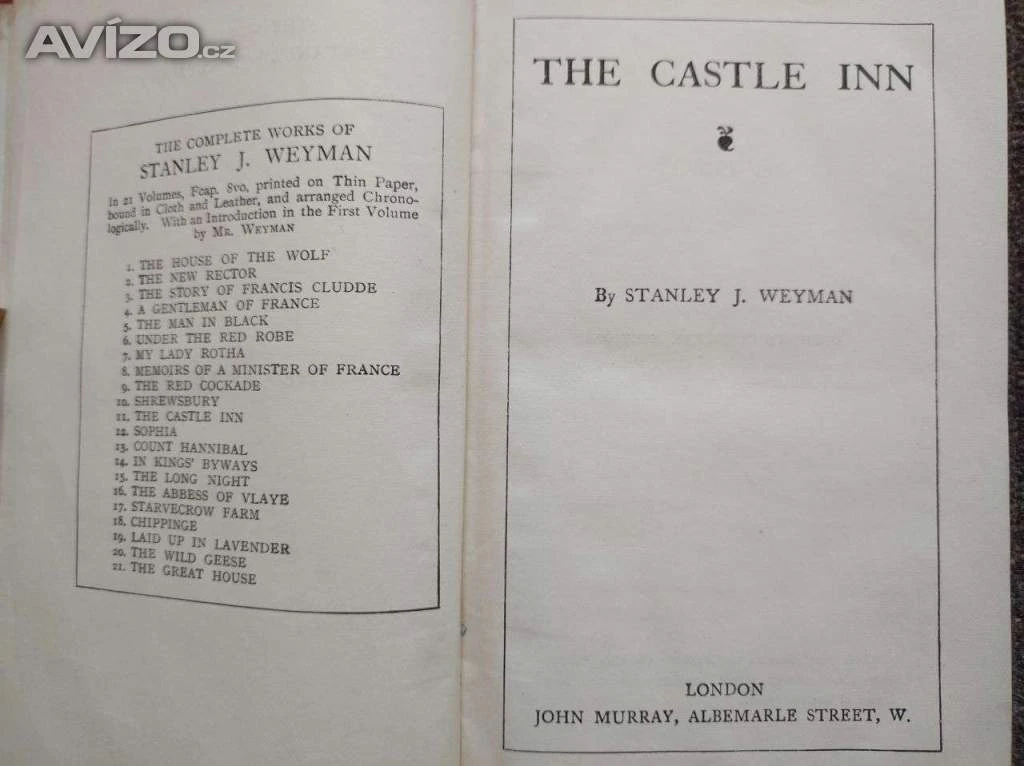 AVÍZO.cz
THE COMPLETE WORKS OF
STANLEY J. WEYMAN
In 21 Volumes, Fcap. 8vo, printed on Thin Paper,
bound in Cloth and Leather, and arranged Chrono-
logically. With an Introduction in the First Volume
by MR. WEYMAN
1. THE HOUSE OF THE WOLF
2. THE NEW RECTOR
3. THE STORY OF FRANCIS CLUDDE
4. A GENTLEMAN OF FRANCE
5. THE MAN IN BLACK
6. UNDER THE RED ROBE
7. MY LADY ROTHA
8. MEMOIRS OF A MINISTER OF FRANCE
9. THE RED COCKADE
10. SHREWSBURY
11. THE CASTLE INN
12. SOPHIA
13. COUNT HANNIBAL
14. IN KINGS' BYWAYS
15. THE LONG NIGHT
16. THE ABBESS OF VLAYE
17. STARVECROW FARM
18. CHIPPINGE
19. LAID UP IN LAVENDER
20. THE WILD GEESE
21. THE GREAT HOUSE
THE CASTLE INN
By STANLEY J. WEYMAN
LONDON
JOHN MURRAY, ALBEMARLE STREET, W.